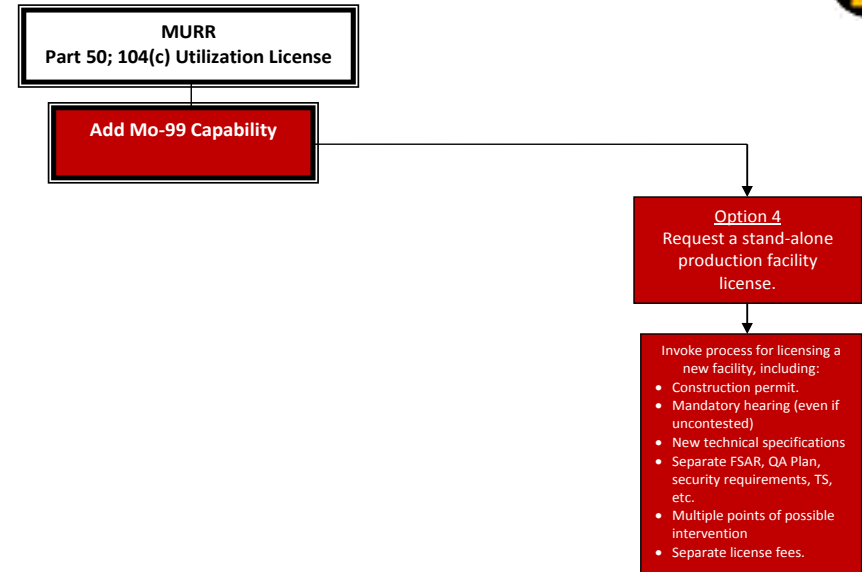 MURR
Part 50; 104(c) Utilization License
Add Mo-99 Capability
Option 4
Request a stand-alone
production facility
license.
Invoke process for licensing a
new facility, including:
• Construction permit.
• Mandatory hearing (even if
uncontested)
• New technical specifications
• Separate FSAR, QA Plan,
security requirements, TS,
etc.
• Multiple points of possible
intervention
• Separate license fees.